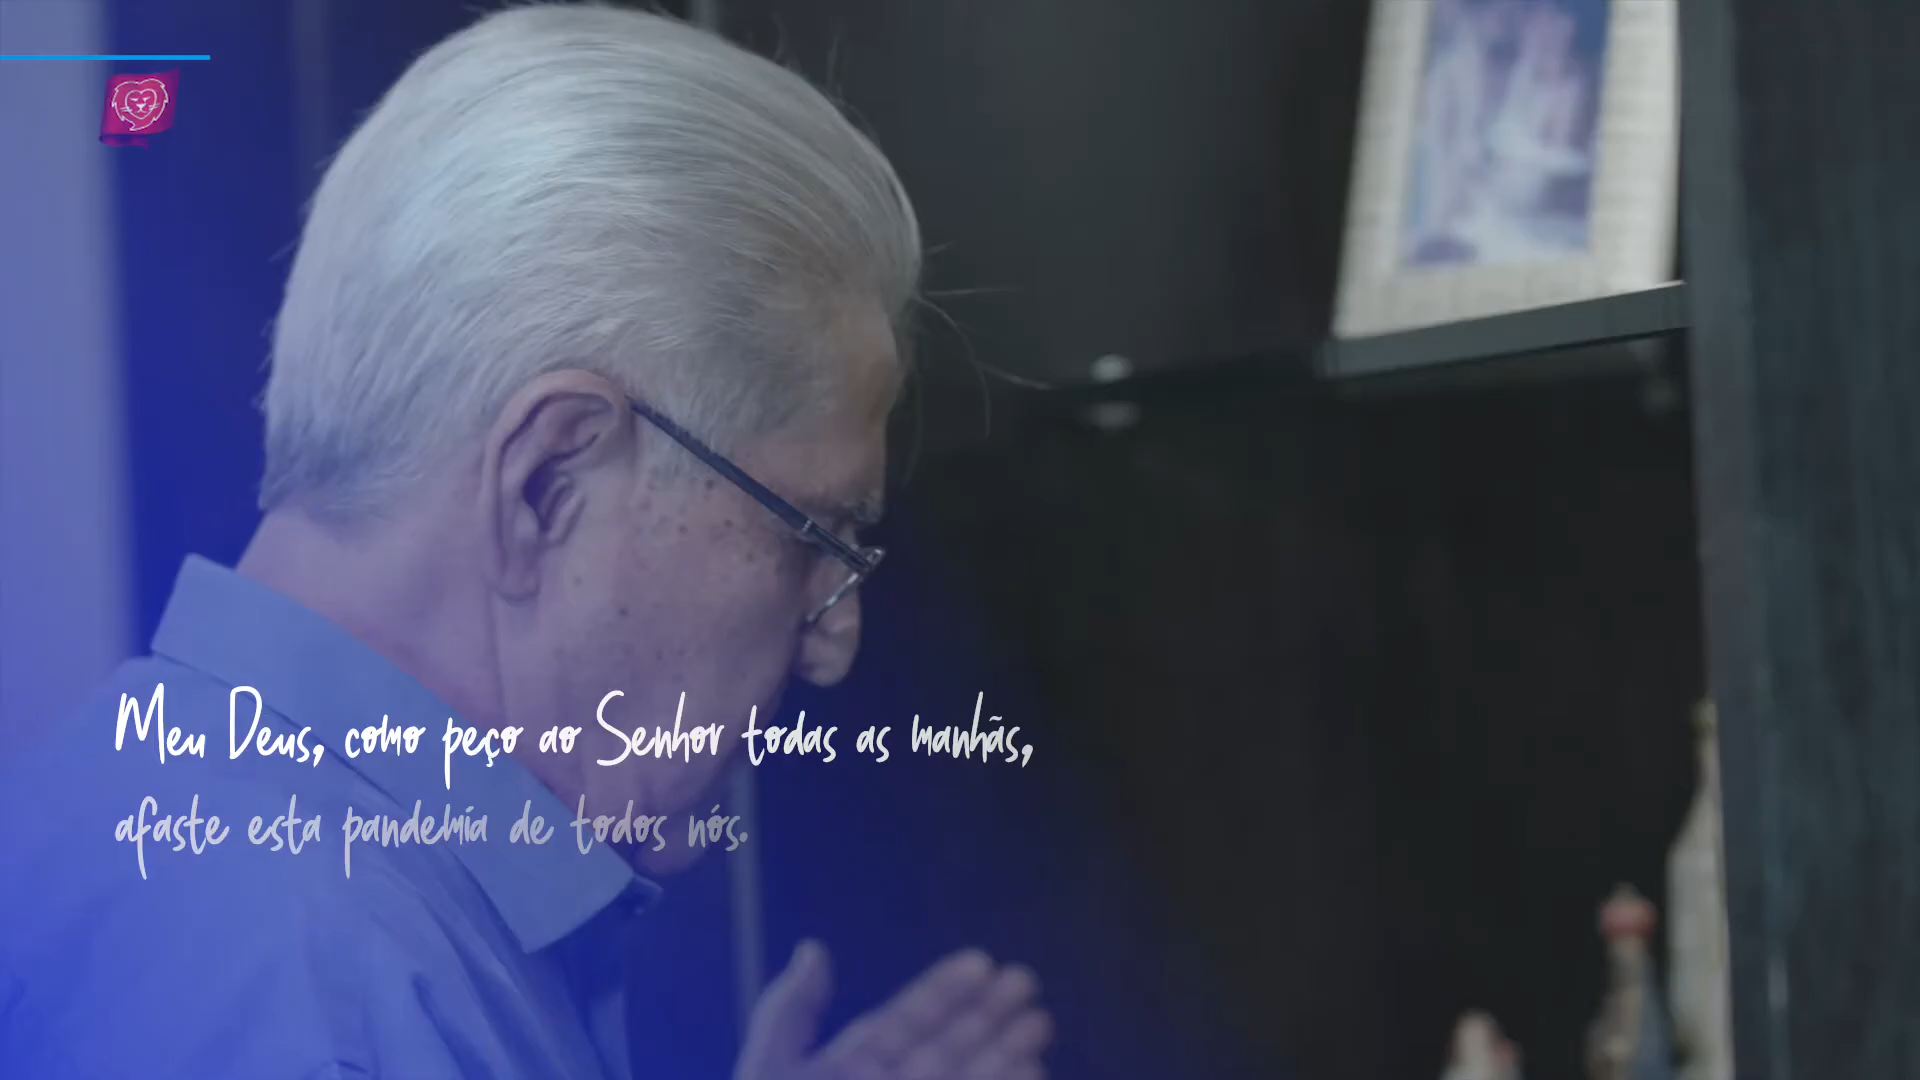 Meu Deus, como peço ao Senhor todas as manhãs,
afaste esta pandemia de todos nós.